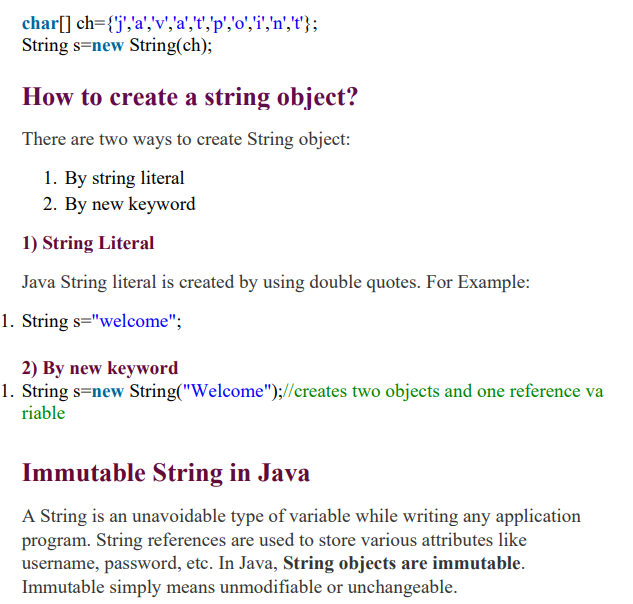 char[] ch={'j','a','v','a','t','p','o','i','n','t'};
String s=new String(ch);
How to create a string object?
There are two ways to create String object:
1. By string literal
2. By new keyword
1) String Literal
Java String literal is created by using double quotes. For Example:
1. String s="welcome";
2) By new keyword
1. String s=new String("Welcome");//creates two objects and one reference va
riable
Immutable String in Java
A String is an unavoidable type of variable while writing any application
program. String references are used to store various attributes like
username, password, etc. In Java, String objects are immutable.
Immutable simply means unmodifiable or unchangeable.